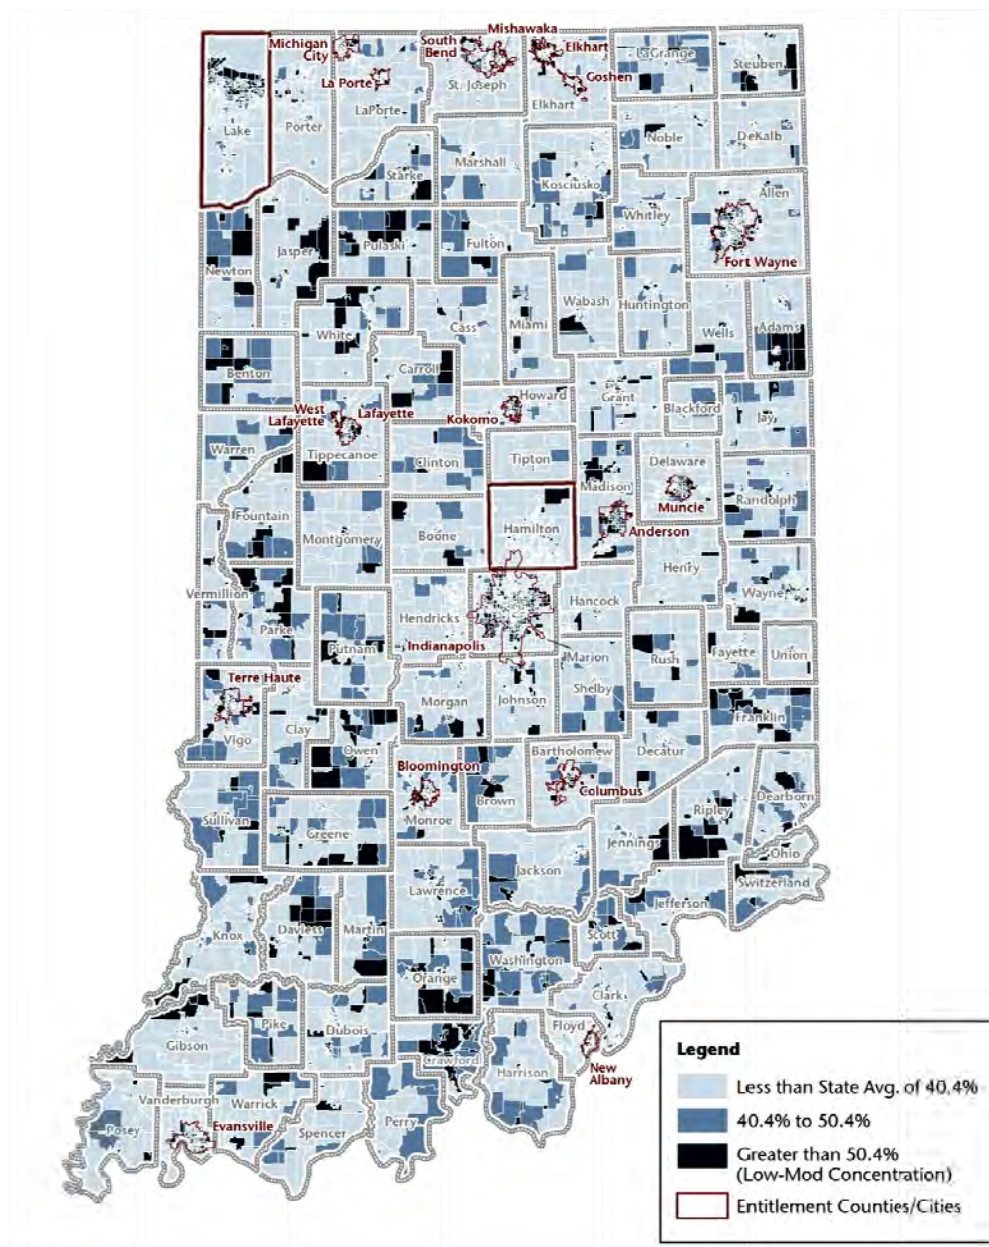 Mishawaka
Michigan
City
South
Bend
Elkhart
LaGrange
Steuben
La Porte
St. Joseph
Goshen
Elkhart
LaPorte
Lake
Porter
Noble
DeKalb
Marshall
Starke
Kosciusko
Allen
Whitley
Pulaski
Fulton
Jasper
Fort Wayne
Newton
Wabash
Huntington
Miami
Cass
White
Wells
Adams
Carroll
Benton
Howard
Grant
Blackford
Jay
West
Lafayette
Lafayette
Kokomo
Warren
Tippecanoe
Clinton
Tipton
Delaware
Madison
Randolph
Muncie
Fountain
Montgomery
Boone
Hamilton
Anderson
Henry
Vermillion
Wayne
Hendricks
Hancock
Parke
Putnam
Indianapolis
Marion
Rush
Fayette
Union
Terre Haute
Morgan
Johnson
Shelby
Franklin
Clay
Vigo
Owen
Bartholomew
Decatur
Bloomington
Columbus
Brown
Monroe
Dearborn
Ripley
Sullivan
Greene
Jennings
Ohio
Jackson
Switzerland
Lawrence
Jefferson
Knox
Daviess
Martin
Scott
Washington
Orange
Clark
Pike
Dubois
Floyd
Gibson
Crawford
Harrison
New
Albany
Vanderburgh
Warrick
Posey
Evansville
Spencer
Perry
Legend
Less than State Avg. of 40.4%
40.4% to 50.4%
Greater than 50.4%
(Low-Mod Concentration)
Entitlement Counties/Cities